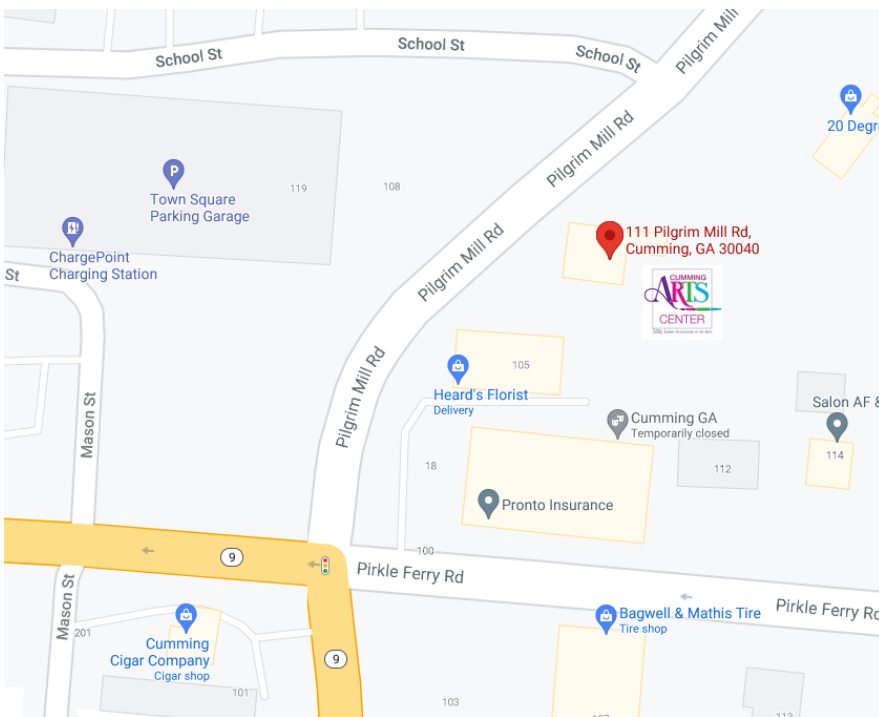 School St
School St
School St
Pilgrim Mill
Pilgrim Mill Rd
20 Degr
P
Town Square
Parking Garage
119
108
ChargePoint
Charging Station
St
111 Pilgrim Mill Rd,
Cumming, GA 30040
CUMMING
ARTS
CENTER
Pilgrim Mill Rd
Pilgrim Mill Rd
105
Heard's Florist
Delivery
Mason St
Cumming GA
Temporarily closed
Salon AF &
114
112
18
Pronto Insurance
9
100
Pirkle Ferry Rd
Pirkle Ferry Rd
Mason St
201
Cumming
Cigar Company
Cigar shop
101
9
Bagwell & Mathis Tire
Tire shop
103
107
113